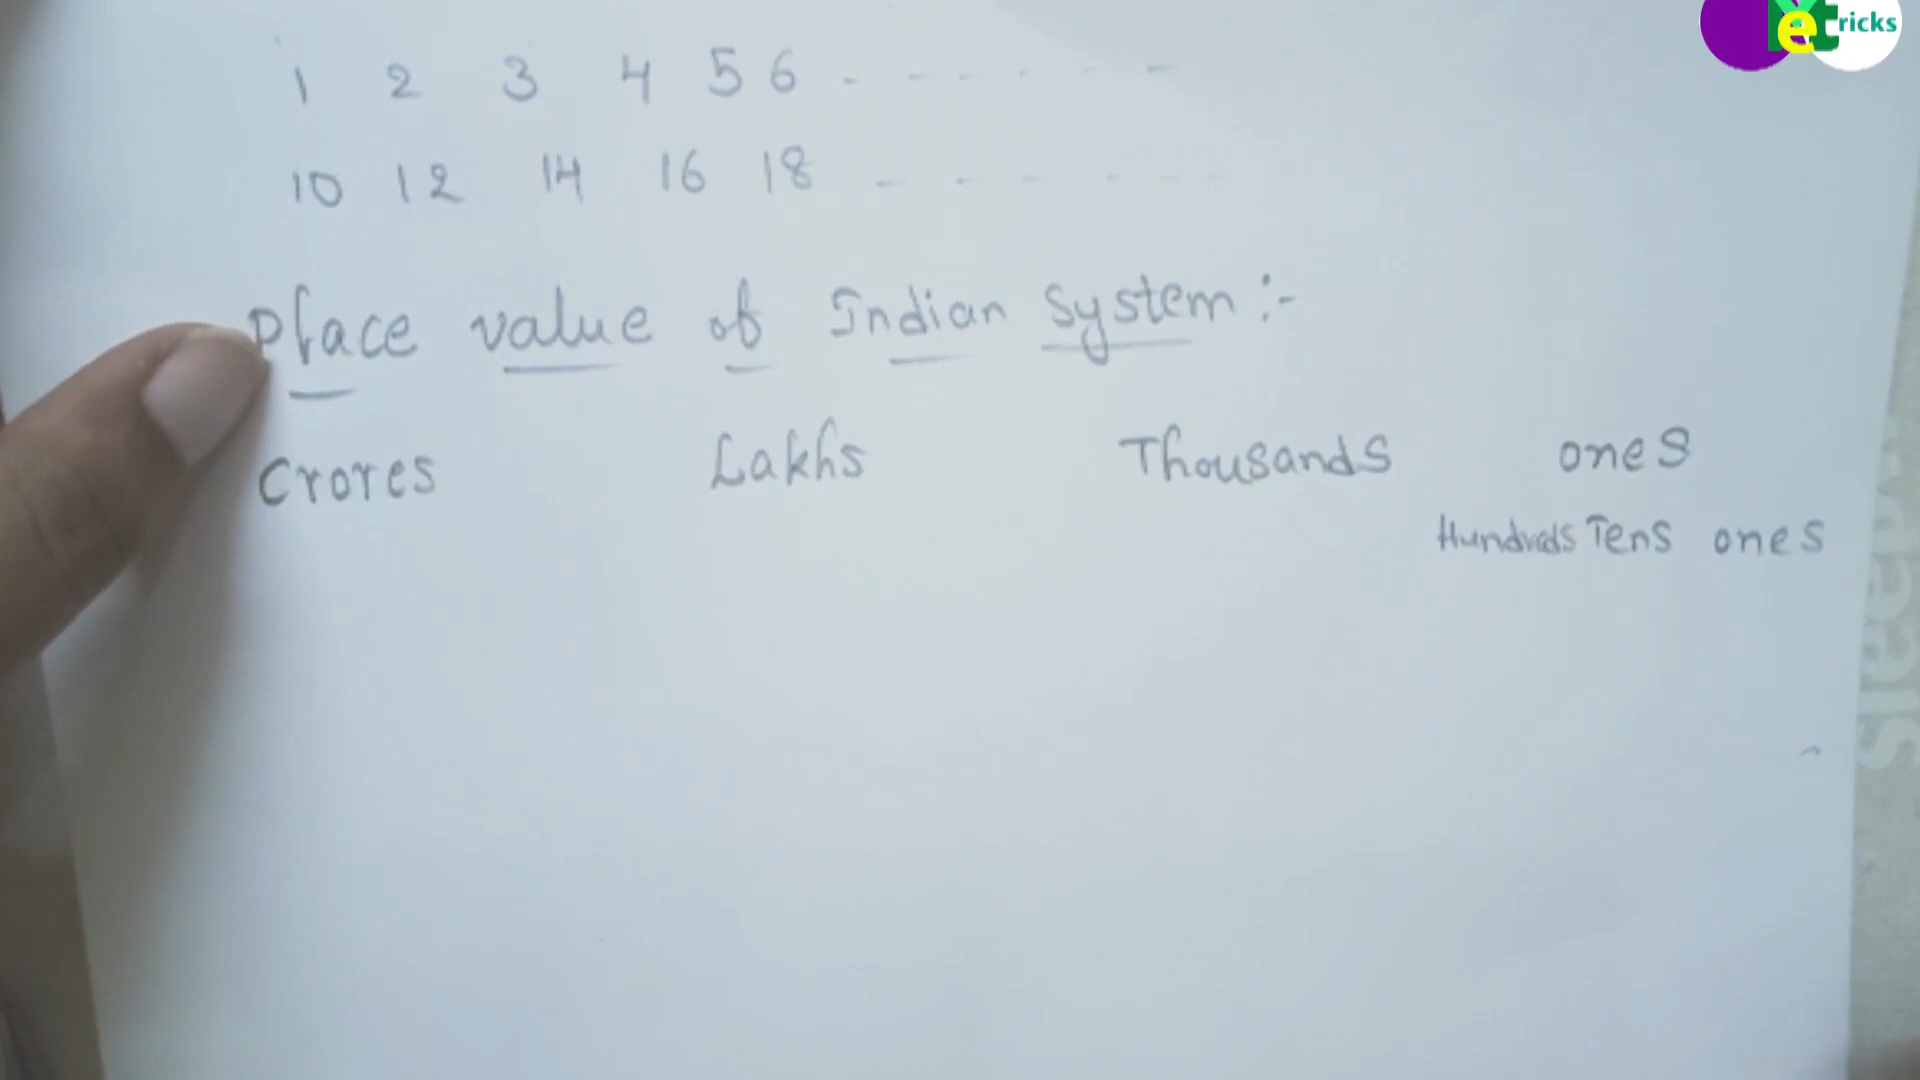 1 2 3 4 5 6 - - - - - - -
10 12 14 16 18 - - - - - -
Place value of Indian System :-
Crores Lakhs Thousands ones
Hundreds Tens ones
etricks